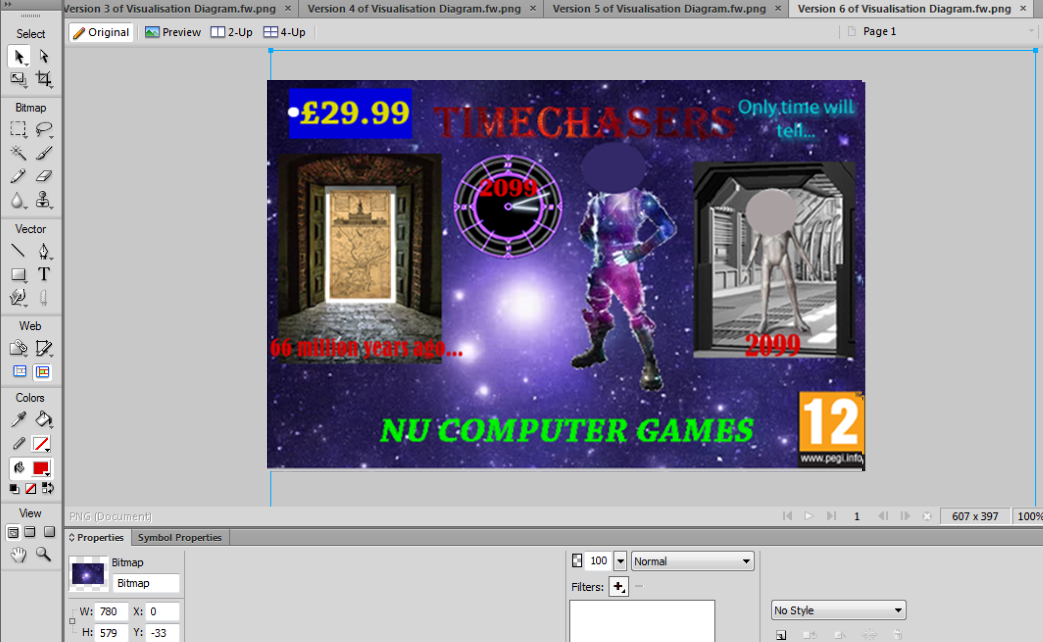 Version 3 of Visualisation Diagram.fw.png ×
Version 4 of Visualisation Diagram.fw.png ×
Version 5 of Visualisation Diagram.fw.png ×
Version 6 of Visualisation Diagram.fw.png ×
Select
Original
Preview
2-Up
4-Up
Page 1
Bitmap
Vector
Web
Colors
View
£29.99
TIMECHASERS
Only time will
tell...
2099
66 million years ago...
2099
NU COMPUTER GAMES
12
www.pegi.info
PNG (Document)
1
607 x 397
100%
Properties
Symbol Properties
Bitmap
Bitmap
100
Normal
Filters:
No Style
W: 780 X: 0
H: 579 Y: -33